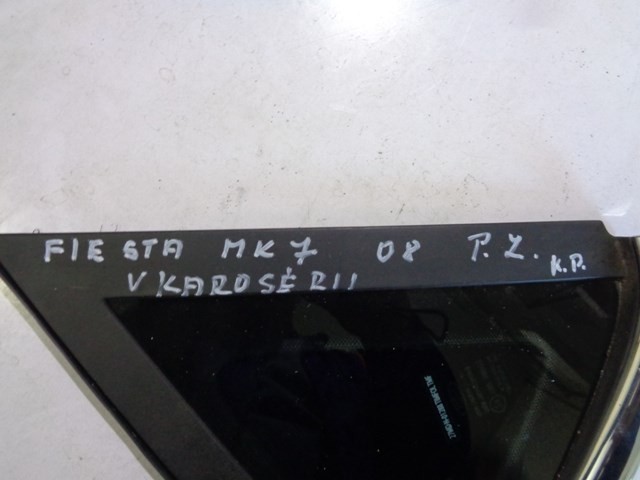 FIESTA MK7 08 P.Z. K.P.
V KAROSÉRII